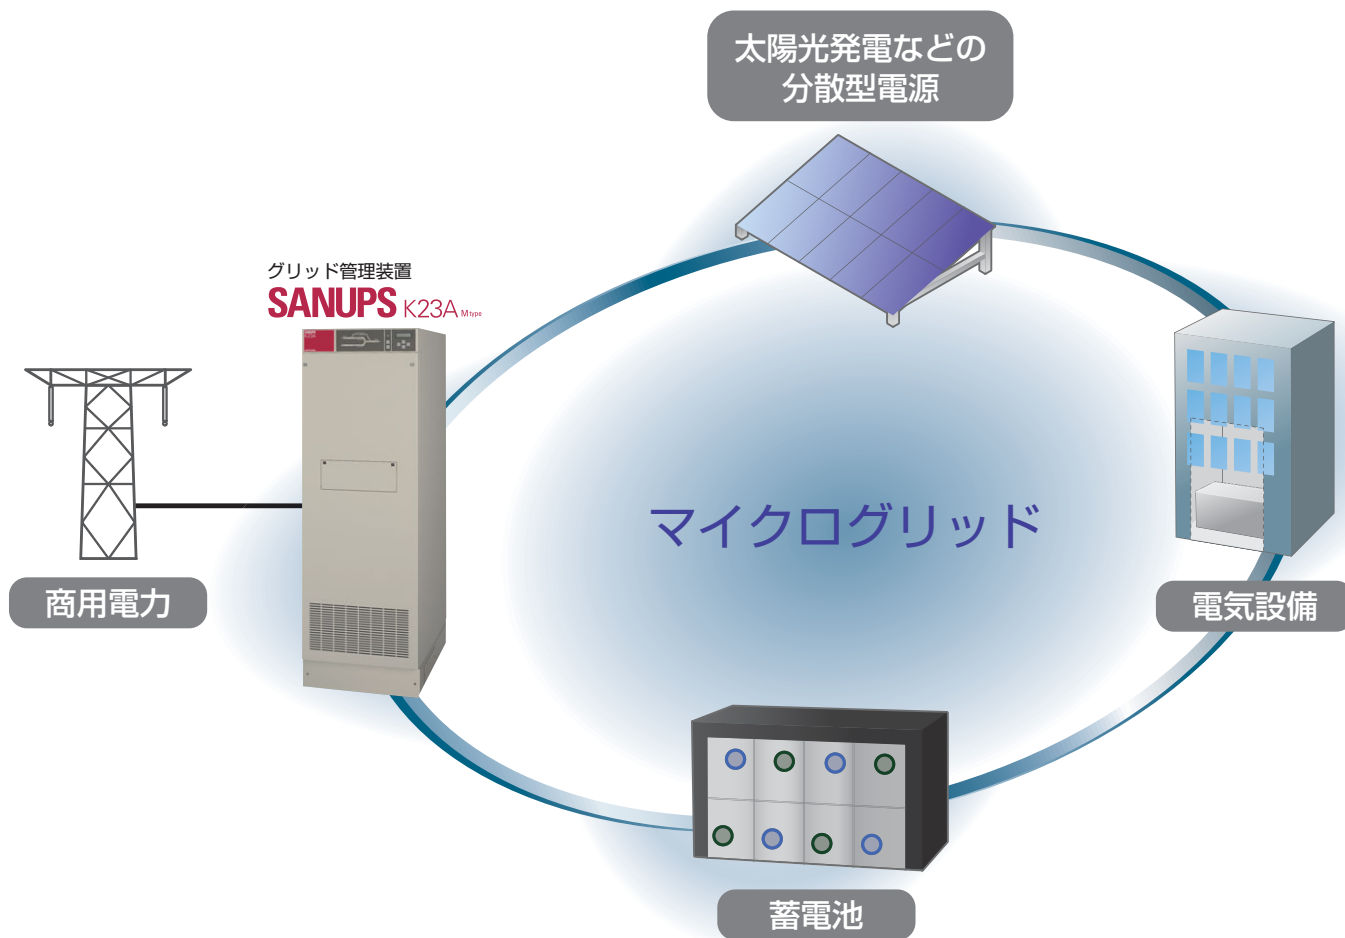 太陽光発電などの
分散型電源
グリッド管理装置
SANUPS K23A M type
商用電力
マイクログリッド
電気設備
蓄電池